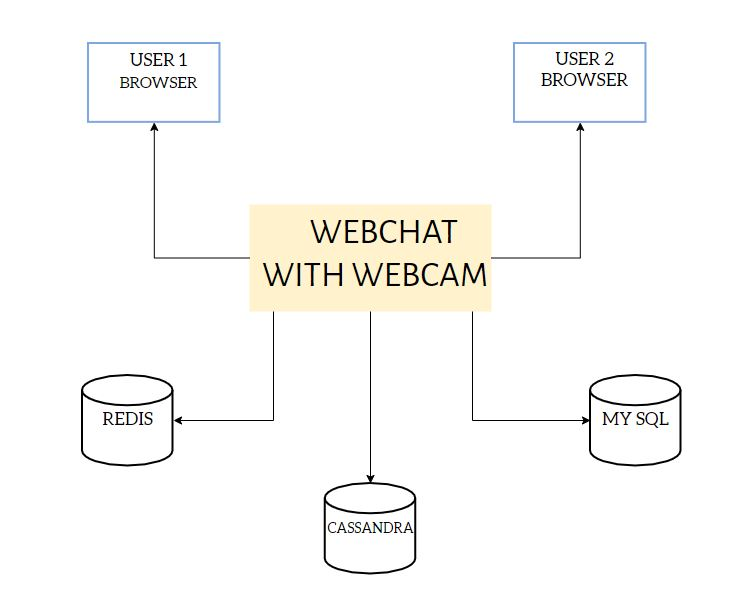 USER 1
BROWSER
USER 2
BROWSER
WEBCHAT
WITH WEBCAM
REDIS
MY SQL
CASSANDRA